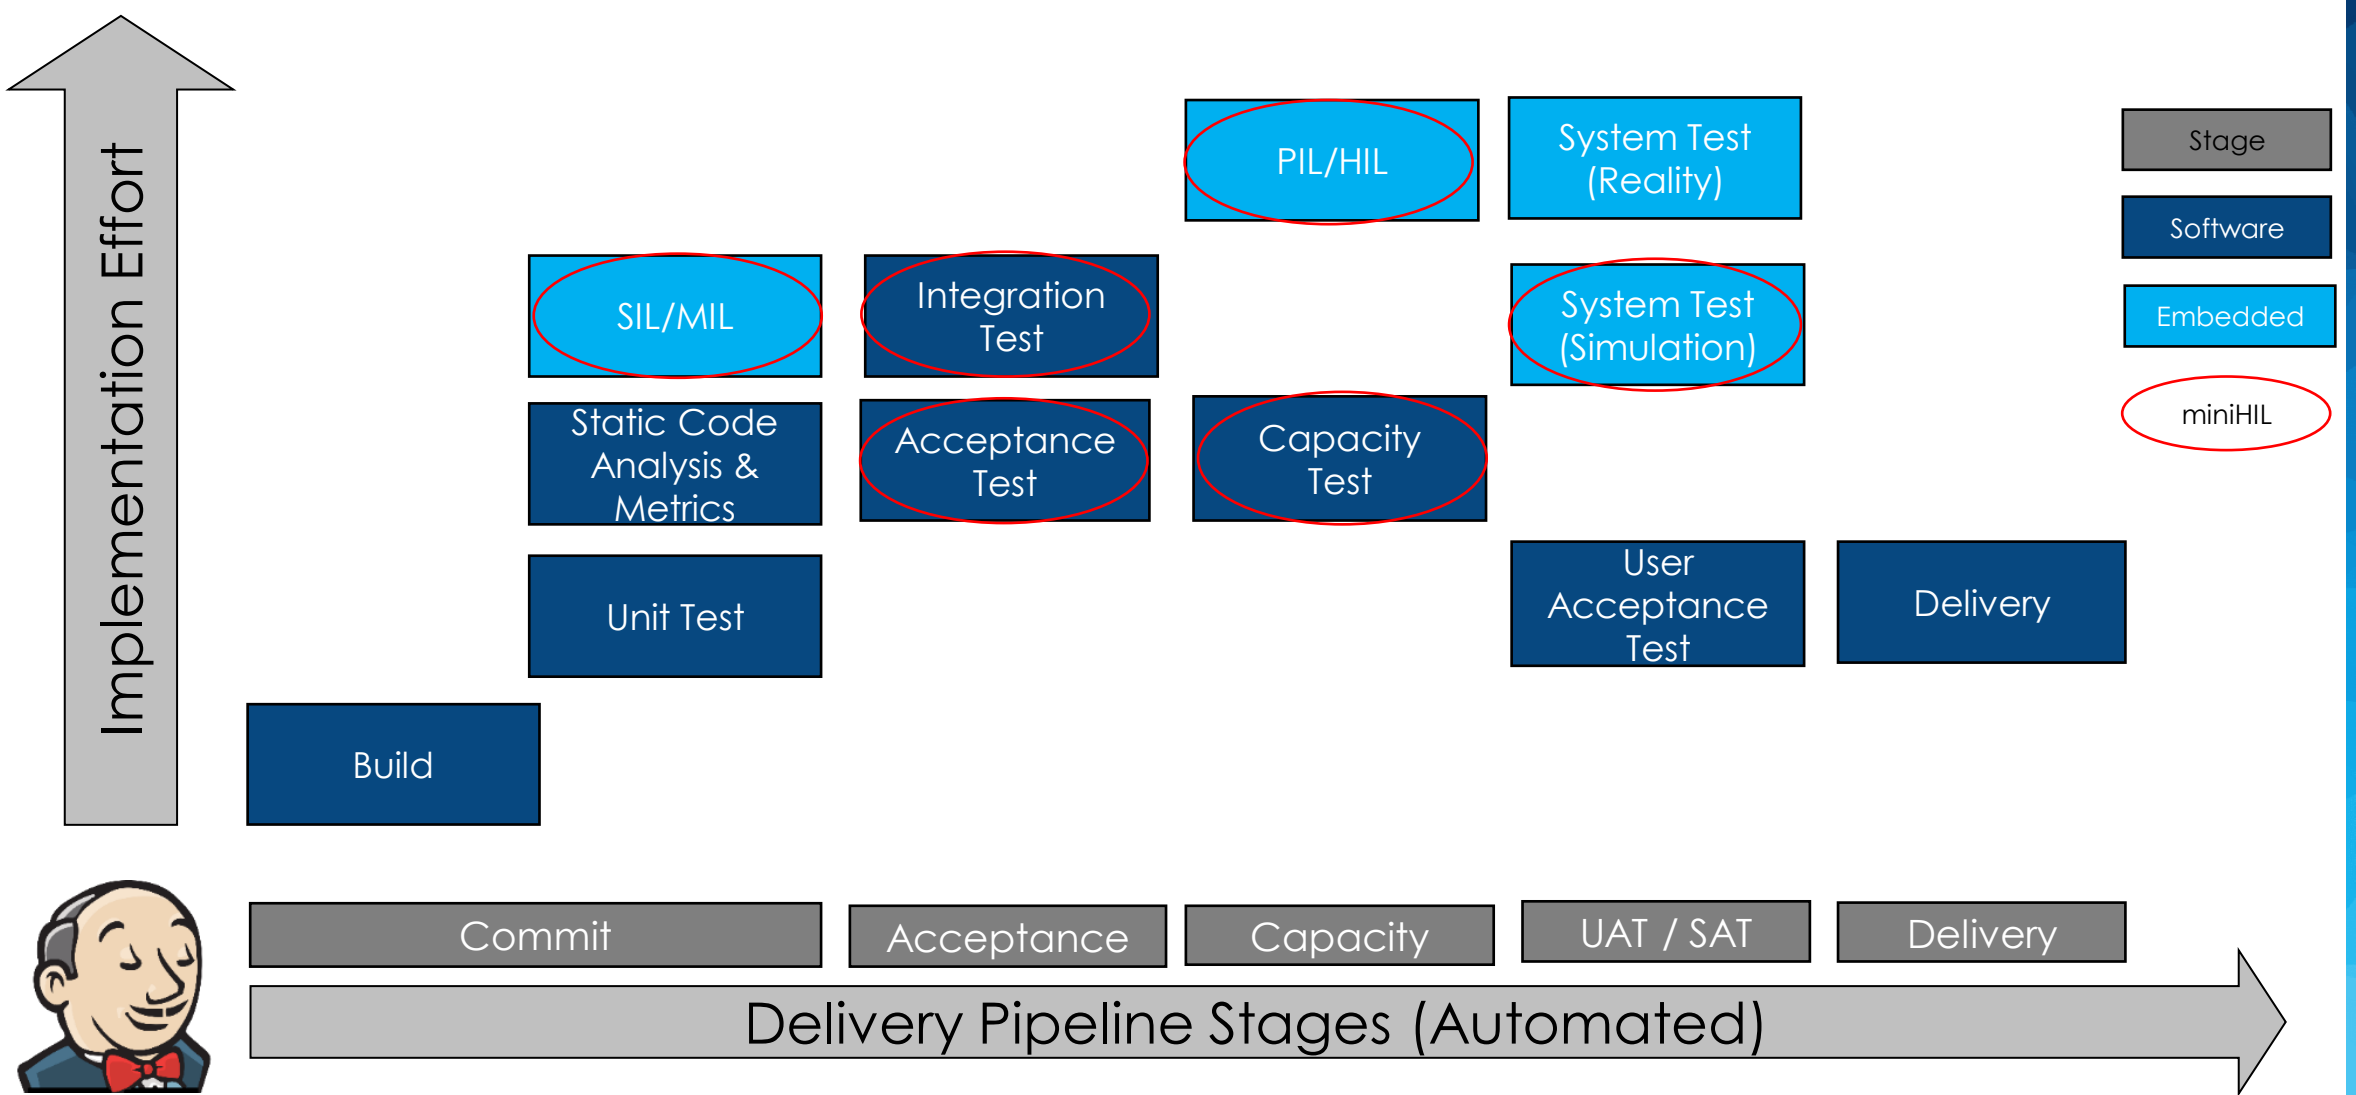 Implementation Effort
PIL/HIL
System Test
(Reality)
SIL/MIL
Integration
Test
System Test
(Simulation)
Static Code
Analysis &
Metrics
Acceptance
Test
Capacity
Test
Unit Test
User
Acceptance
Test
Delivery
Build
Stage
Software
Embedded
miniHIL
Commit
Acceptance
Capacity
UAT / SAT
Delivery
Delivery Pipeline Stages (Automated)